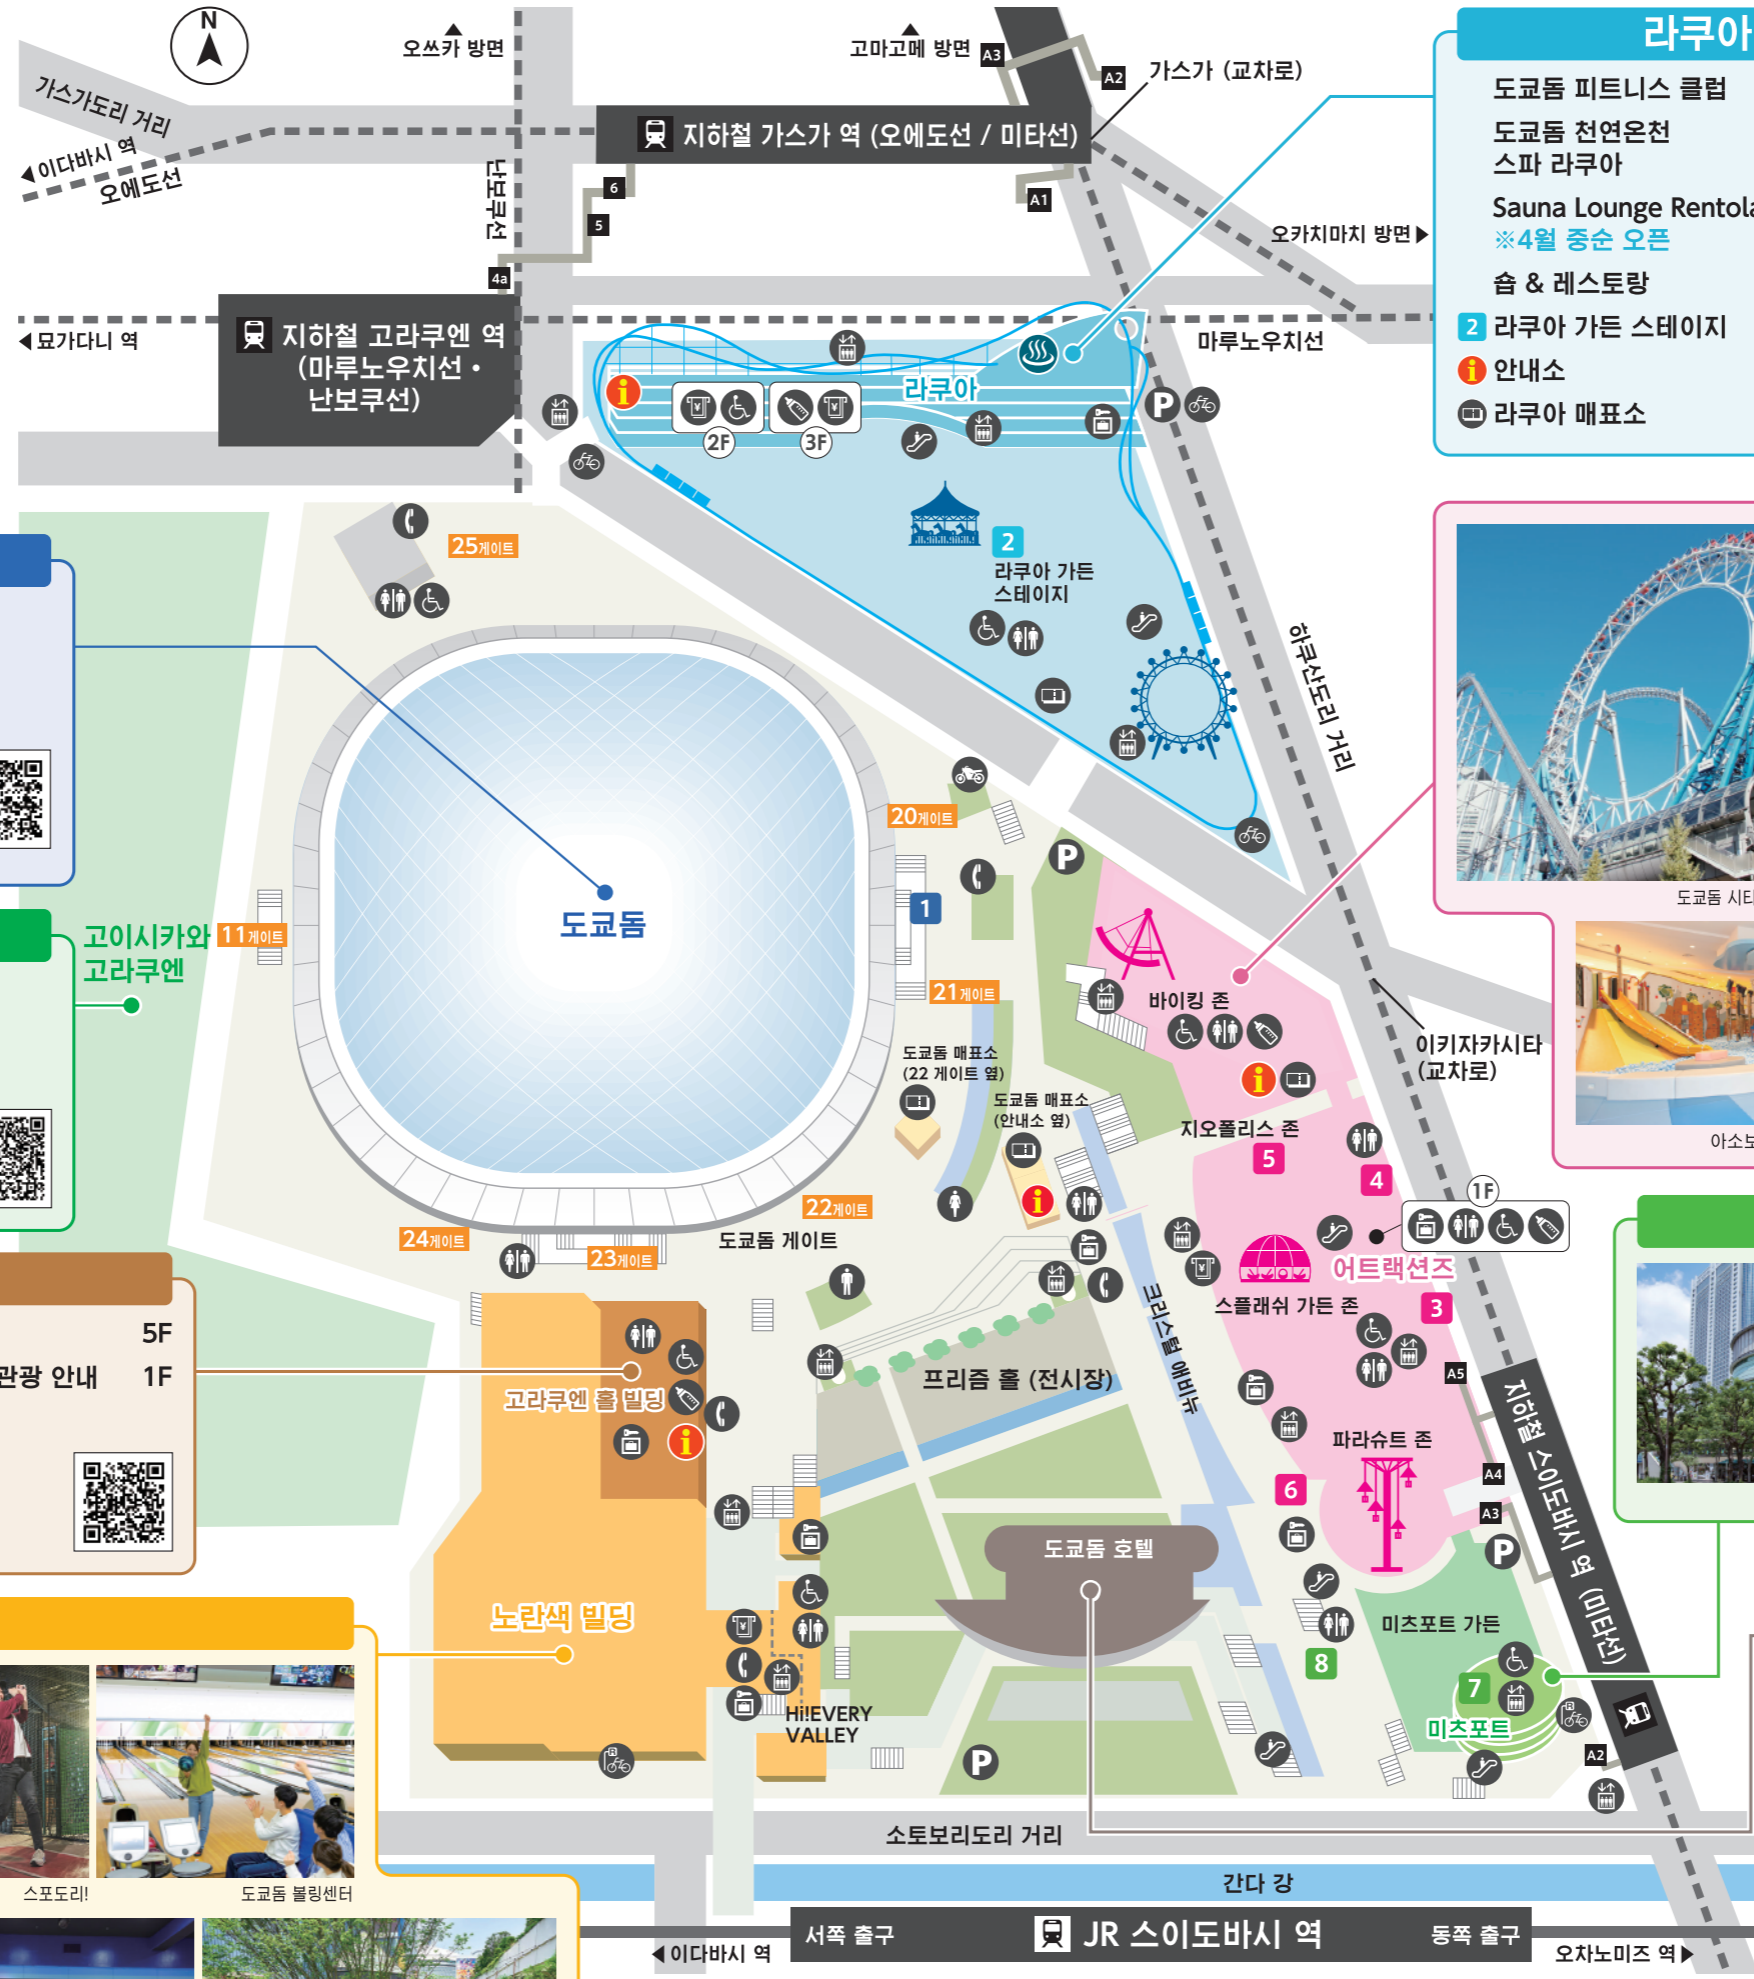 N
오쓰카 방면
고마고메 방면
A3
A2
가스가 (교차로)
가스가도리 거리
이다바시 역
오에도선
난보쿠선
지하철 가스가 역 (오에도선 / 미타선)
6
5
4a
A1
오카치마치 방면
묘가다니 역
지하철 고라쿠엔 역
(마루노우치선・
난보쿠선)
마루노우치선
라쿠아
도쿄돔 피트니스 클럽
도쿄돔 천연온천
스파 라쿠아
Sauna Lounge Rentola
※4월 중순 오픈
숍 & 레스토랑
2 라쿠아 가든 스테이지
i 안내소
라쿠아 매표소
i
라쿠아
2F
3F
P
2
라쿠아 가든
스테이지
하쿠산도리 거리
25게이트
20게이트
P
1
도쿄돔
11게이트
고이시카와
고라쿠엔
21게이트
바이킹 존
이키자카시타
(교차로)
도쿄돔 시티
아소보
도쿄돔 매표소
(22 게이트 옆)
도쿄돔 매표소
(안내소 옆)
i
i
지오폴리스 존
5
4
1F
22게이트
24게이트
23게이트
도쿄돔 게이트
어트랙션즈
스플래쉬 가든 존
3
크리스털 애비뉴
5F
관광 안내 1F
고라쿠엔 홀 빌딩
i
프리즘 홀 (전시장)
A5
파라슈트 존
A4
A3
6
P
지하철 스이도바시 역 (미타선)
도쿄돔 호텔
노란색 빌딩
미츠포트 가든
8
7
미츠포트
A2
Hi!EVERY
VALLEY
P
스포도리!
도쿄돔 볼링센터
소토보리도리 거리
간다 강
서쪽 출구
JR 스이도바시 역
동쪽 출구
이다바시 역
오차노미즈 역